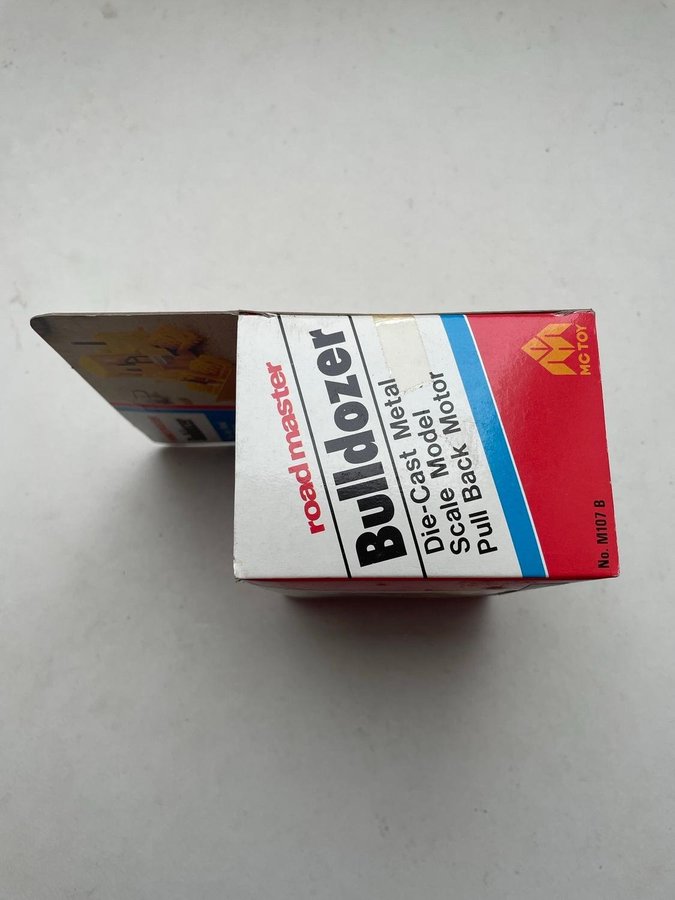 road master
Bulldozer
Die-Cast Metal
Scale Model
Pull Back Motor
MC TOY
No. M107 B